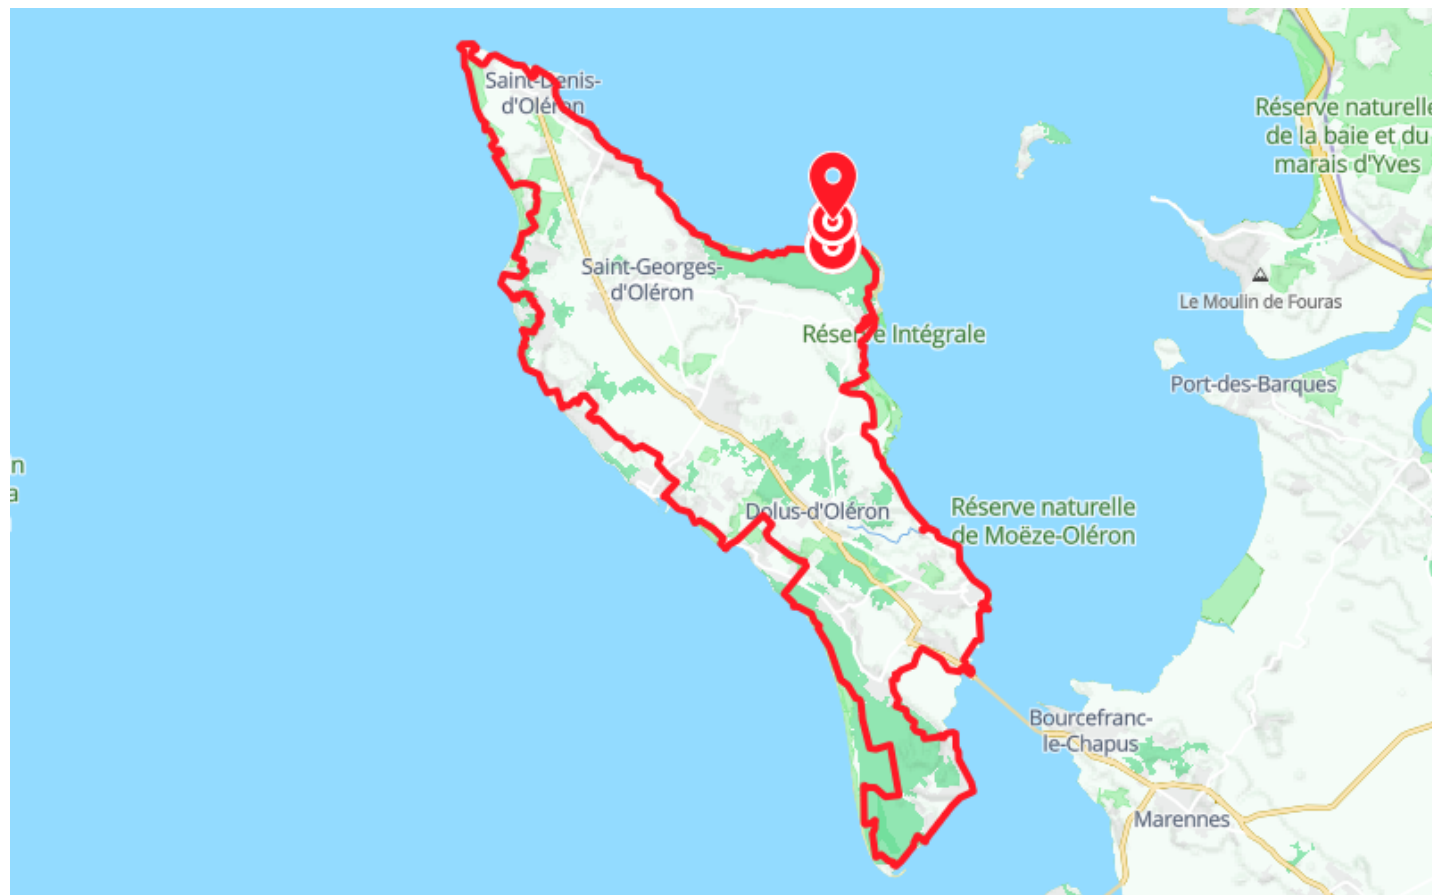 Saint-Denis-
d'Oléron
Réserve naturelle
de la baie et du
marais d'Yves
Saint-Georges-
d'Oléron
Le Moulin de Fouras
Réserve Intégrale
Port-des-Barques
n
a
Dolus-d'Oléron
Réserve naturelle
de Moëze-Oléron
Bourcefranc-
le-Chapus
Marennes